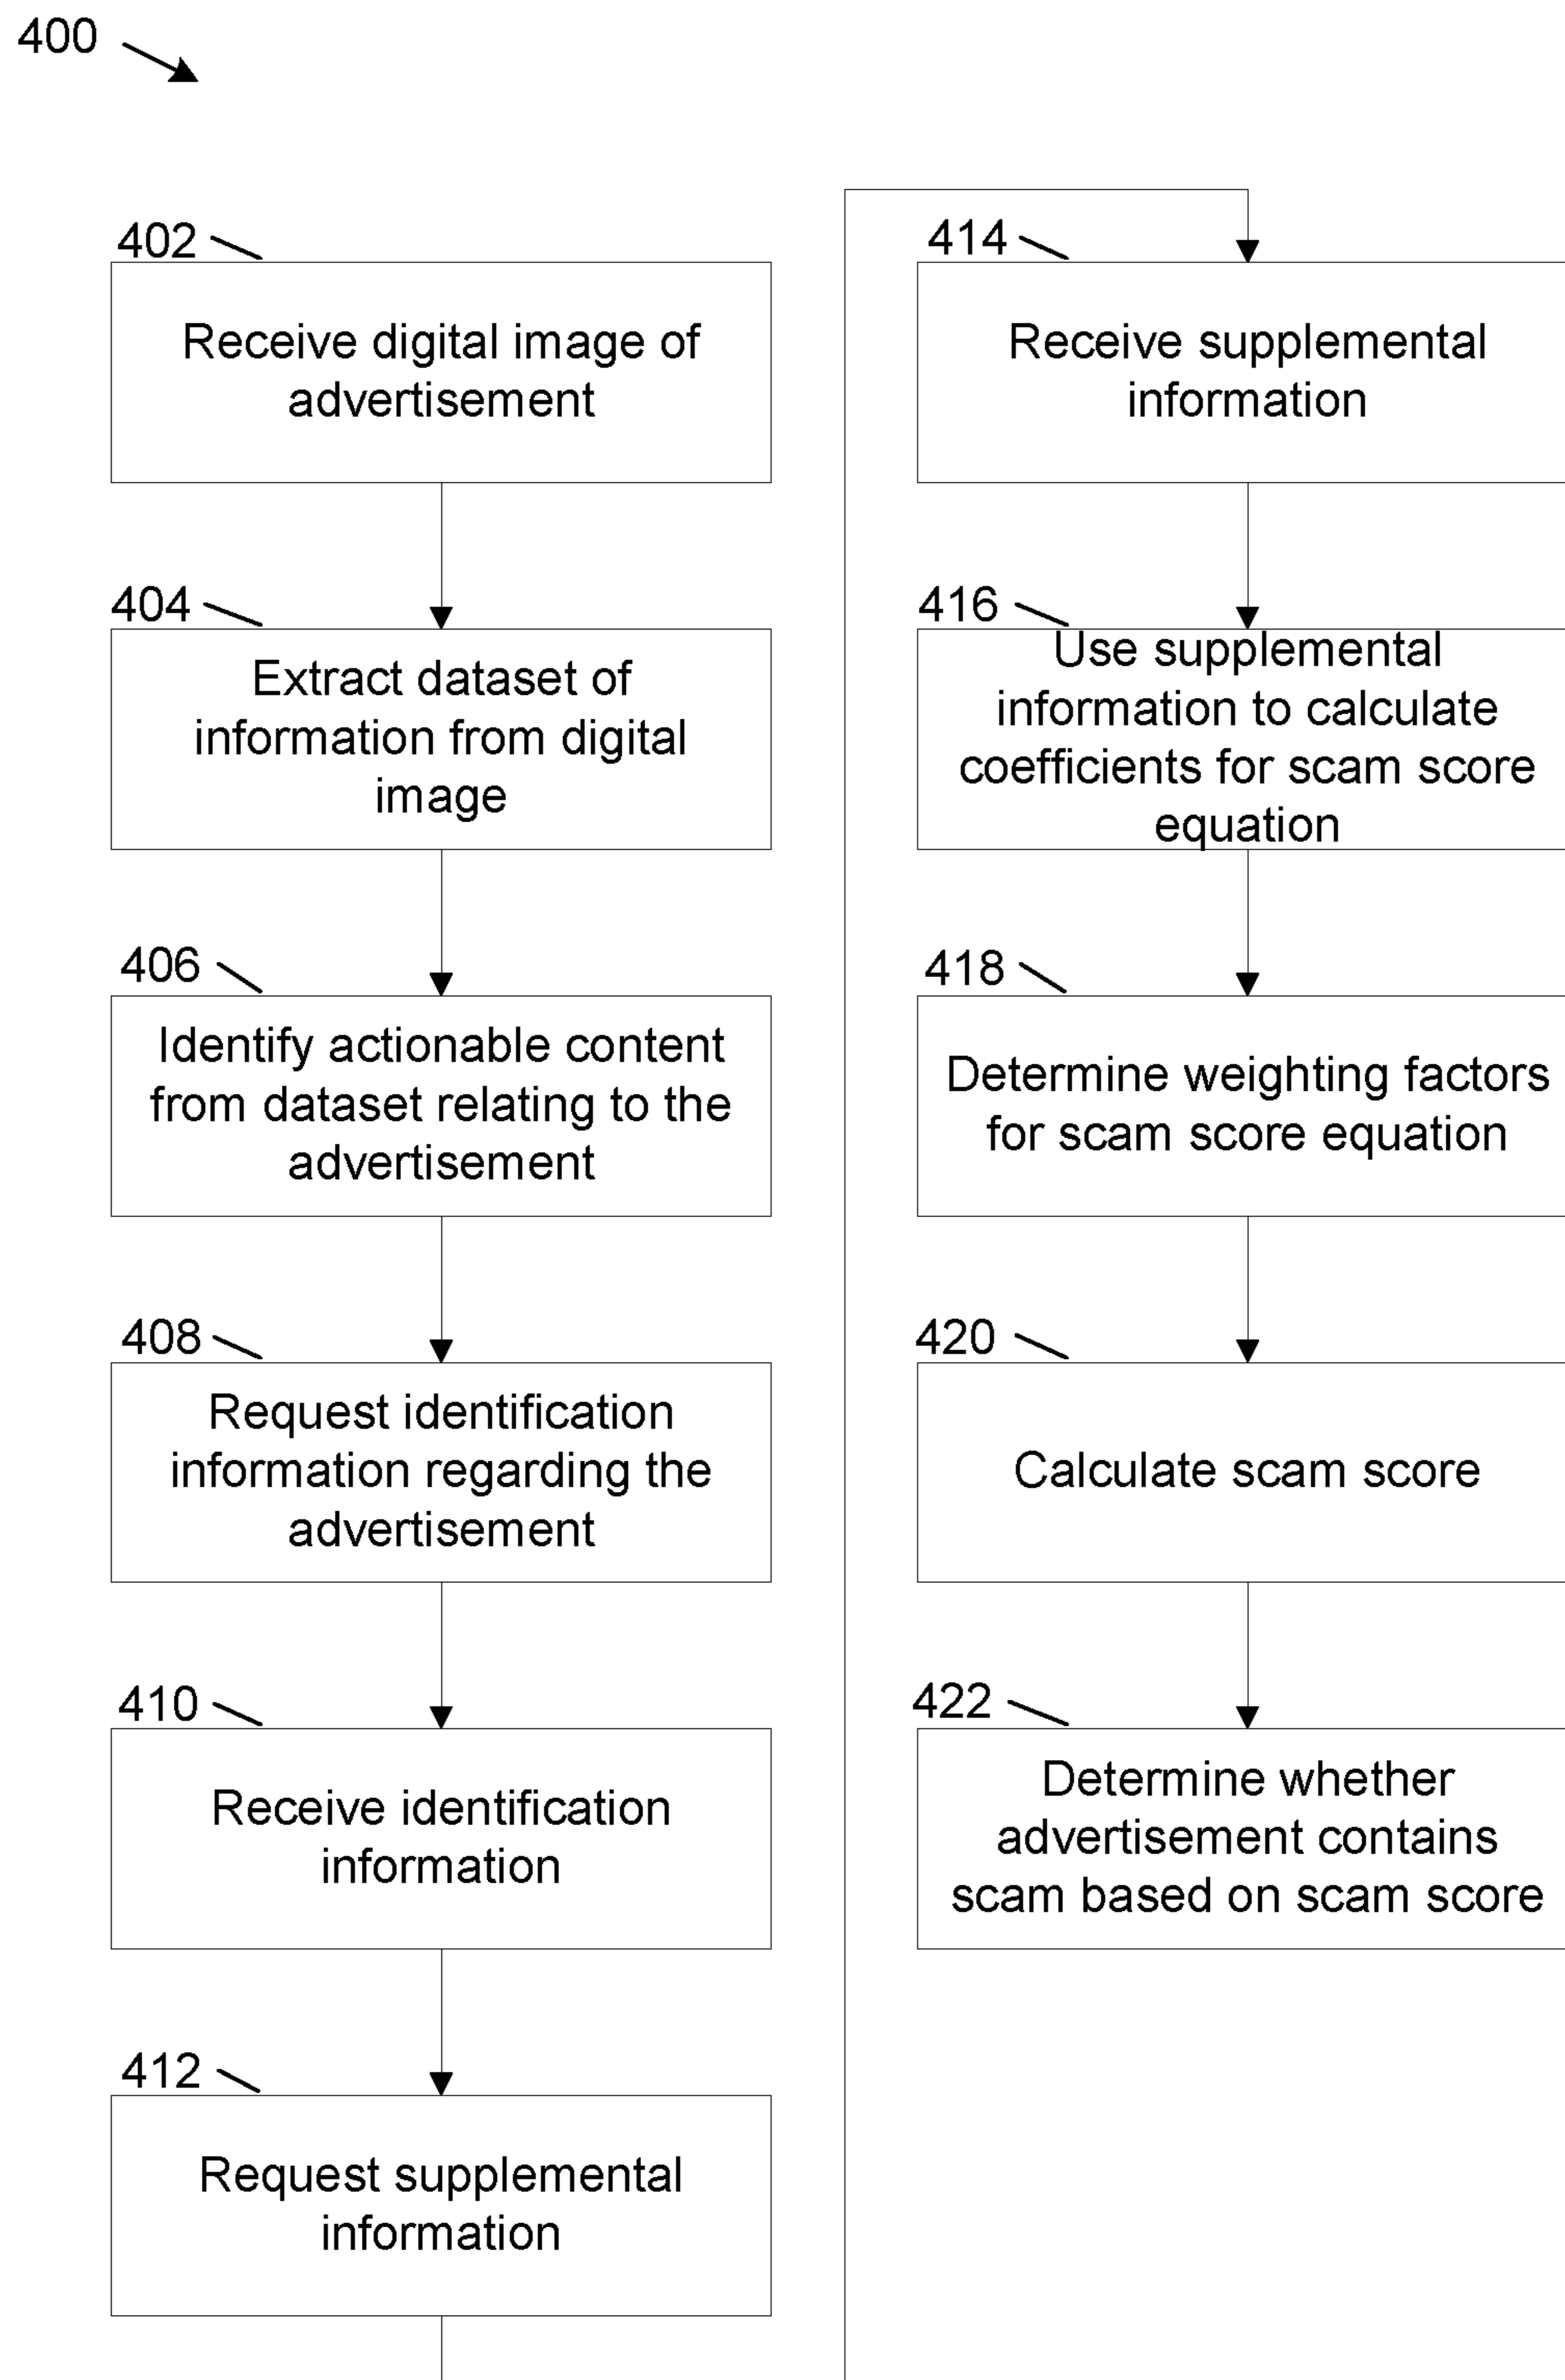 400
402
Receive digital image of
advertisement
404
Extract dataset of
information from digital
image
406
Identify actionable content
from dataset relating to the
advertisement
408
Request identification
information regarding the
advertisement
410
Receive identification
information
412
Request supplemental
information
414
Receive supplemental
information
416
Use supplemental
information to calculate
coefficients for scam score
equation
418
Determine weighting factors
for scam score equation
420
Calculate scam score
422
Determine whether
advertisement contains
scam based on scam score